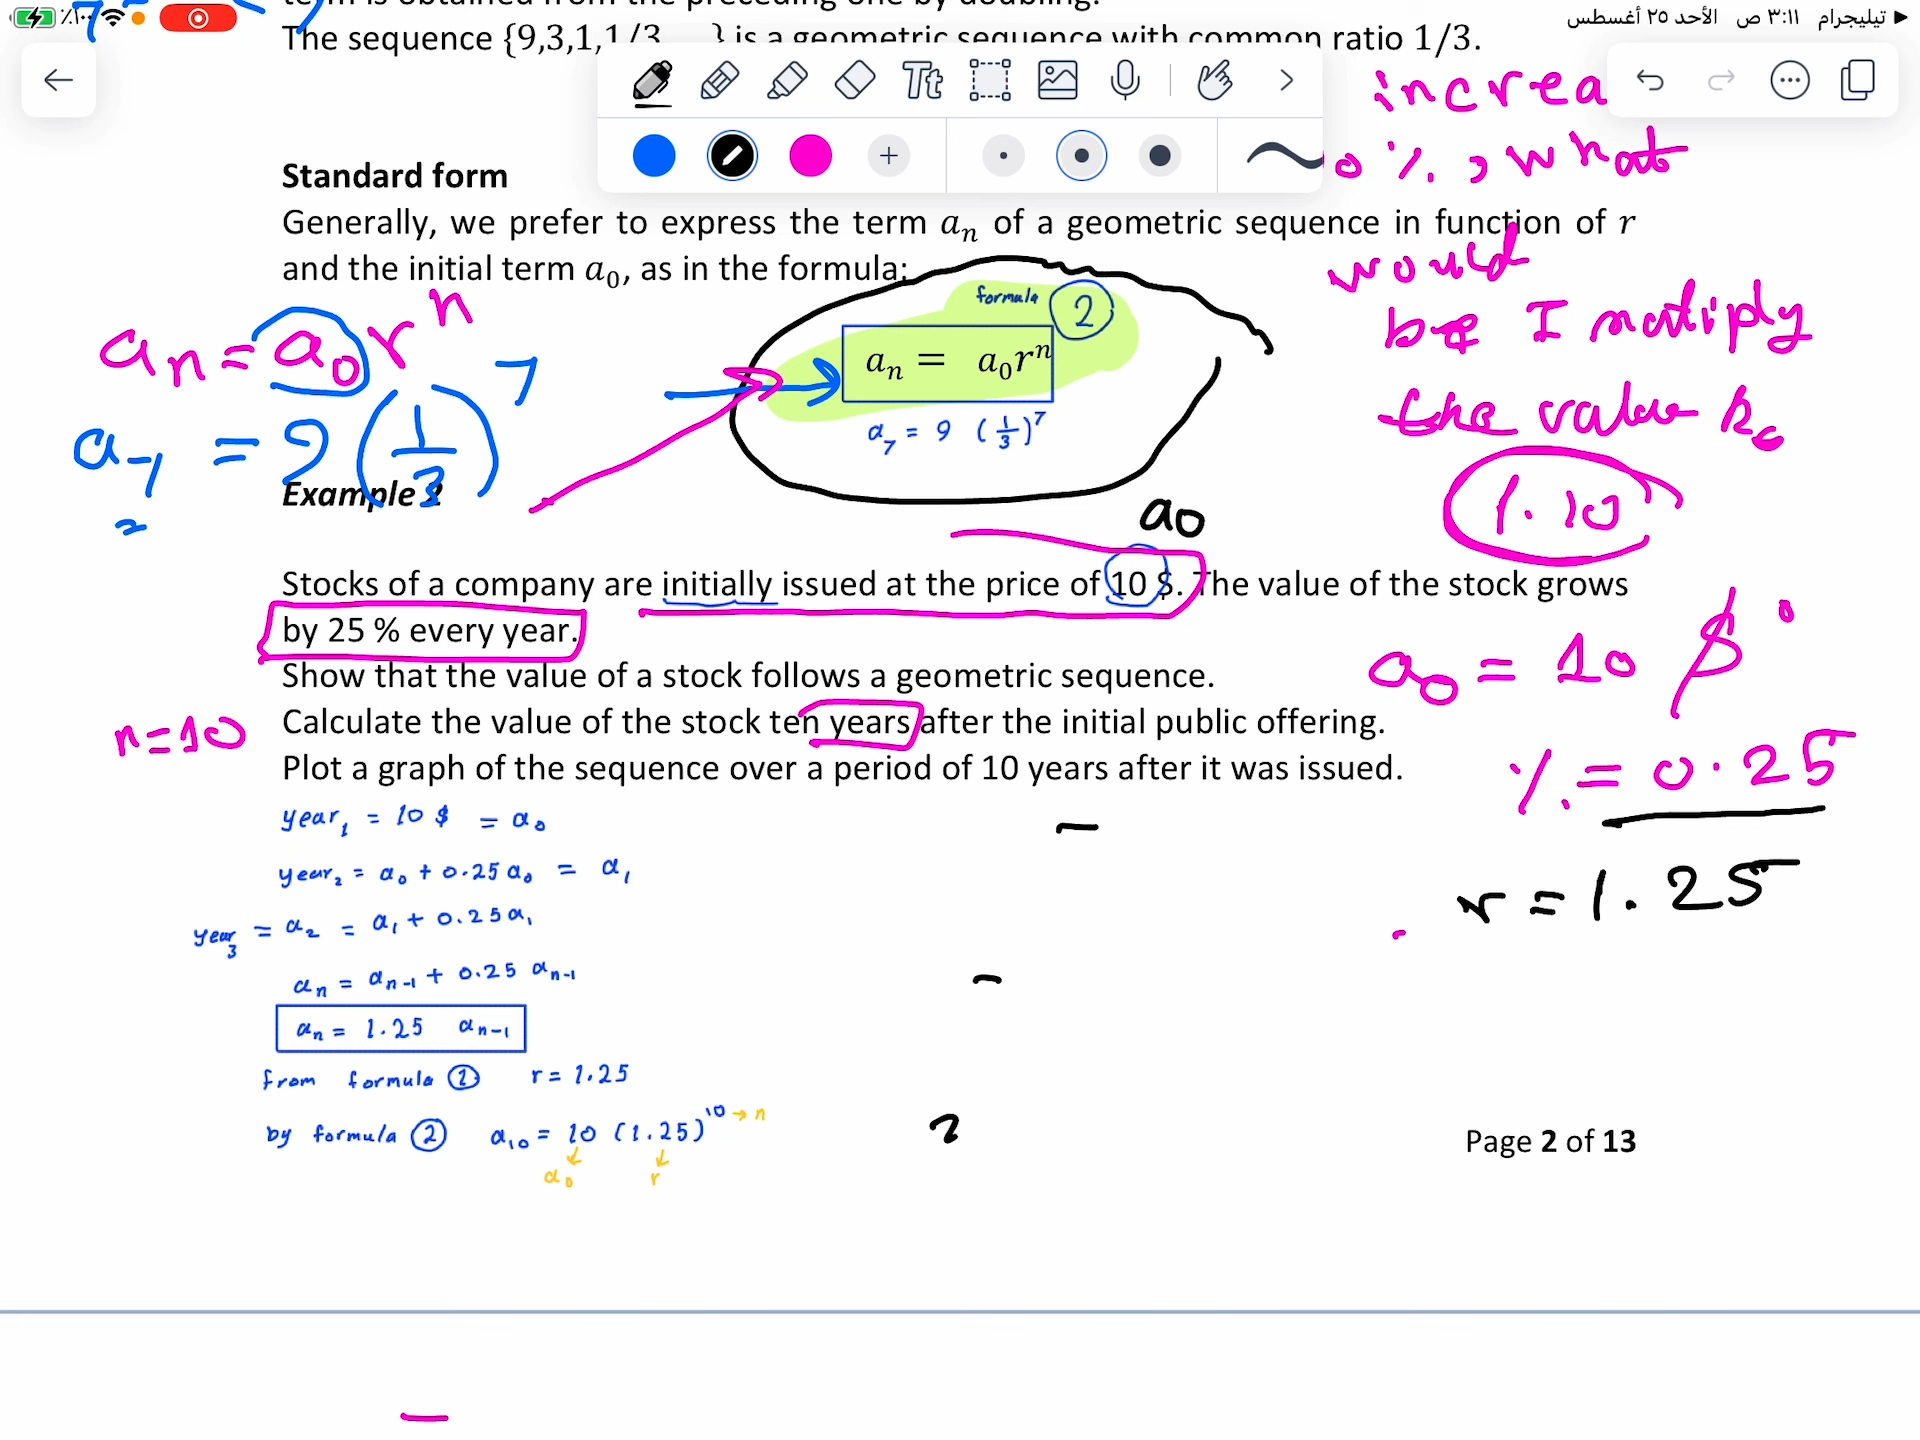 ٪١٠٠
◀ تيليجرام ٣:١١ ص الأحد ٢٥ أغسطس
The sequence {9,3,1,1/3 } is a geometric sequence with common ratio 1/3.
Tt
increa
0 %, what
would
be I
the value
1.10
Standard form
Generally, we prefer to express the term aₙ of a geometric sequence in function of r
and the initial term a₀, as in the formula:
formula 2
aₙ = a₀rⁿ
a₇ = 9 (1/3)⁷
aₙ = a₀ rⁿ
a₇ = 9 (1/3)⁷
Example 2
a₀
Stocks of a company are initially issued at the price of 10 $. The value of the stock grows
by 25 % every year.
Show that the value of a stock follows a geometric sequence.
Calculate the value of the stock ten years after the initial public offering.
Plot a graph of the sequence over a period of 10 years after it was issued.
n=10
a₀ = 10 $
% = 0.25
r = 1.25
year₁ = 10 $ = a₀
year₂ = a₀ + 0.25 a₀ = a₁
year₃ = a₂ = a₁ + 0.25 a₁
aₙ = aₙ₋₁ + 0.25 aₙ₋₁
aₙ = 1.25 aₙ₋₁
r = 1.25
by formula 2 a₁₀ = 10 (1.25)¹⁰ → n
a₀ r
Page 2 of 13